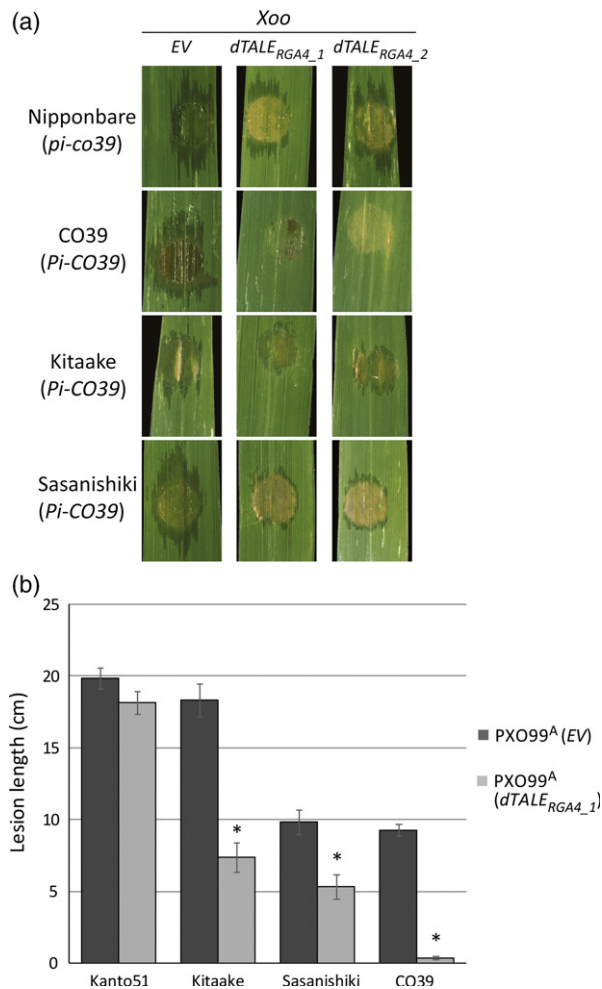 (a)
Xoo
EV dTALE_RGA4_1 dTALE_RGA4_2
Nipponbare
(pi-co39)
CO39
(Pi-CO39)
Kitaake
(Pi-CO39)
Sasanishiki
(Pi-CO39)
(b)
25
20
15
10
5
0
Lesion length (cm)
* * *
Kanto51 Kitaake Sasanishiki CO39
PXO99^A (EV)
PXO99^A
(dTALE_RGA4_1)